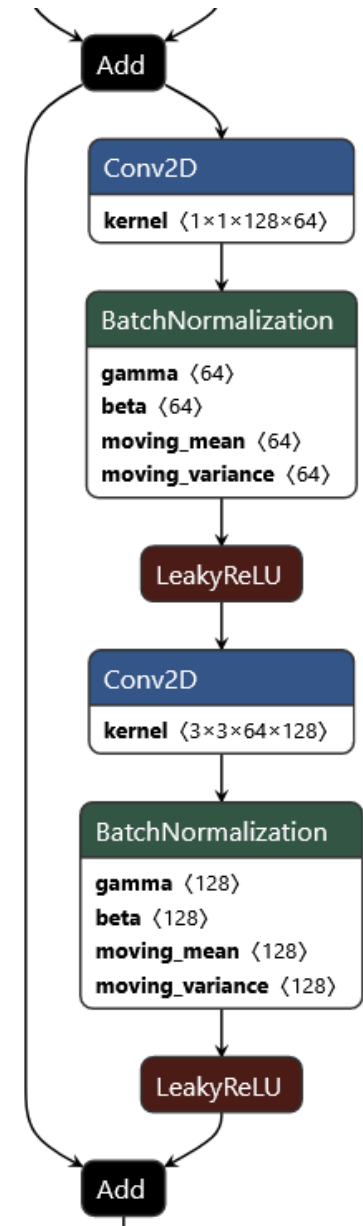 Add
Conv2D
kernel 〈1×1×128×64〉
BatchNormalization
gamma 〈64〉
beta 〈64〉
moving_mean 〈64〉
moving_variance 〈64〉
LeakyReLU
Conv2D
kernel 〈3×3×64×128〉
BatchNormalization
gamma 〈128〉
beta 〈128〉
moving_mean 〈128〉
moving_variance 〈128〉
LeakyReLU
Add